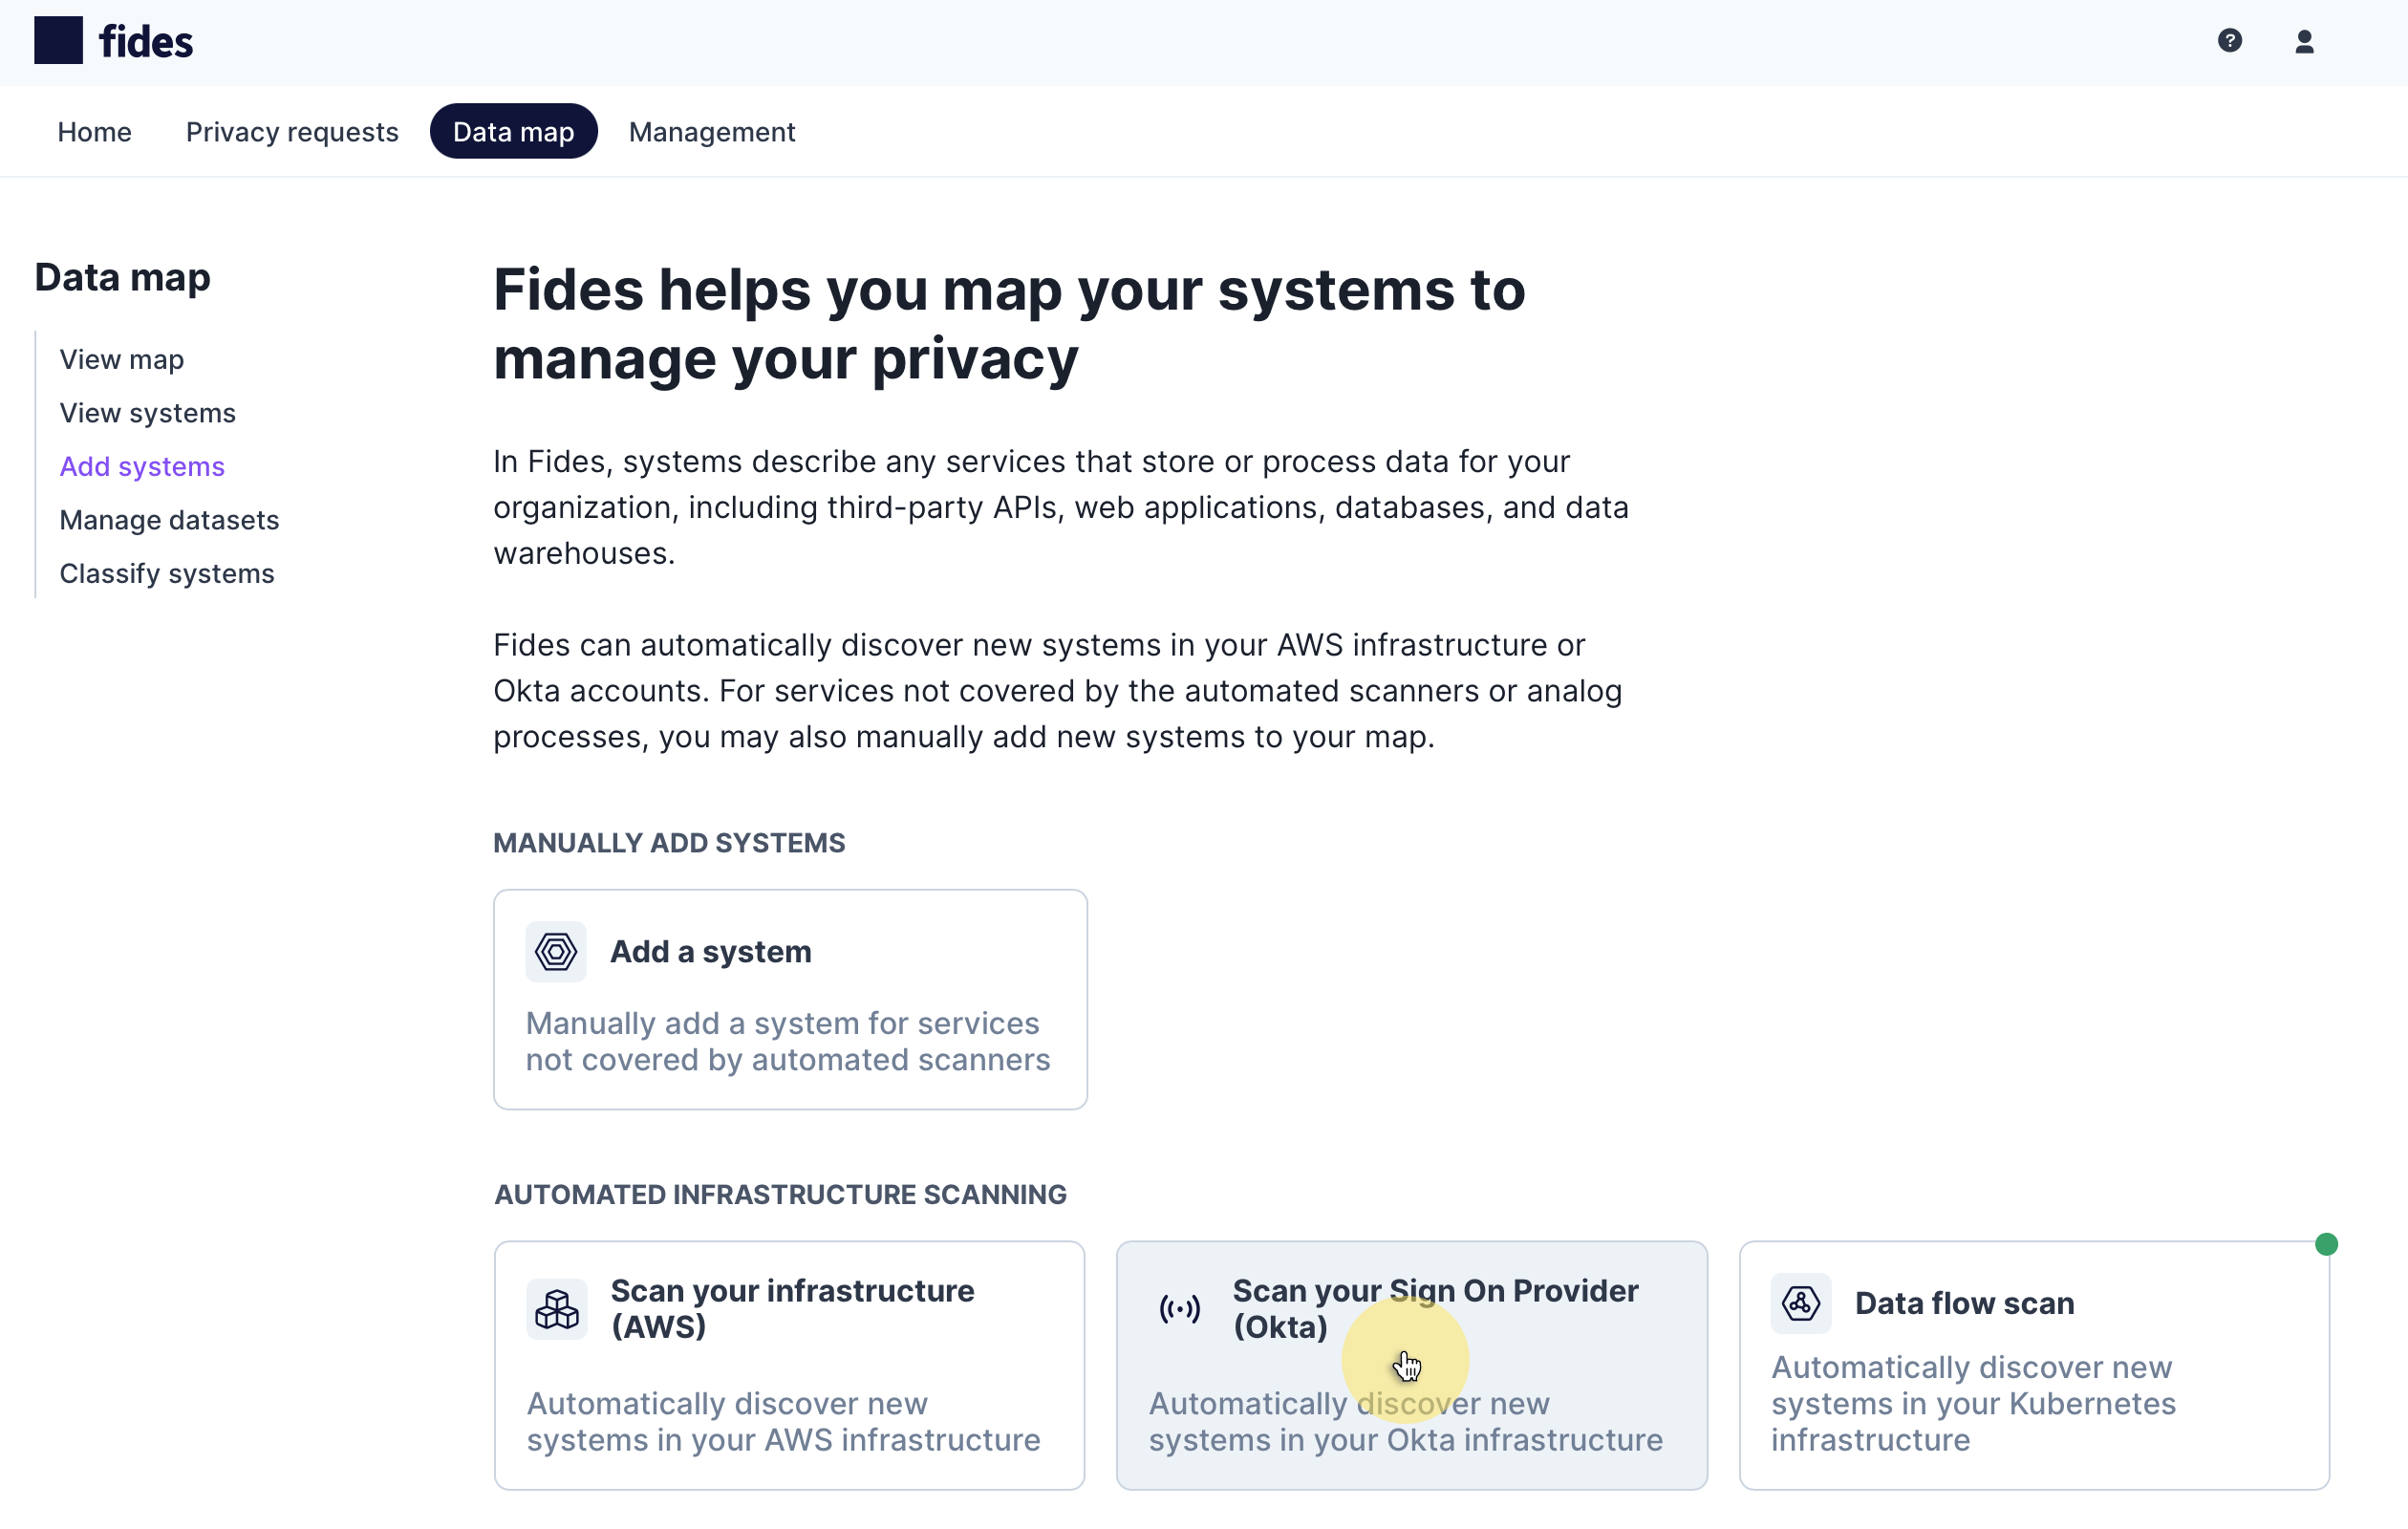 fides
?
Home
Privacy requests
Data map
Management
Data map
View map
View systems
Add systems
Manage datasets
Classify systems
Fides helps you map your systems to
manage your privacy
In Fides, systems describe any services that store or process data for your
organization, including third-party APIs, web applications, databases, and data
warehouses.
Fides can automatically discover new systems in your AWS infrastructure or
Okta accounts. For services not covered by the automated scanners or analog
processes, you may also manually add new systems to your map.
MANUALLY ADD SYSTEMS
Add a system
Manually add a system for services
not covered by automated scanners
AUTOMATED INFRASTRUCTURE SCANNING
Scan your infrastructure
(AWS)
Automatically discover new
systems in your AWS infrastructure
Scan your Sign On Provider
(Okta)
Automatically discover new
systems in your Okta infrastructure
Data flow scan
Automatically discover new
systems in your Kubernetes
infrastructure